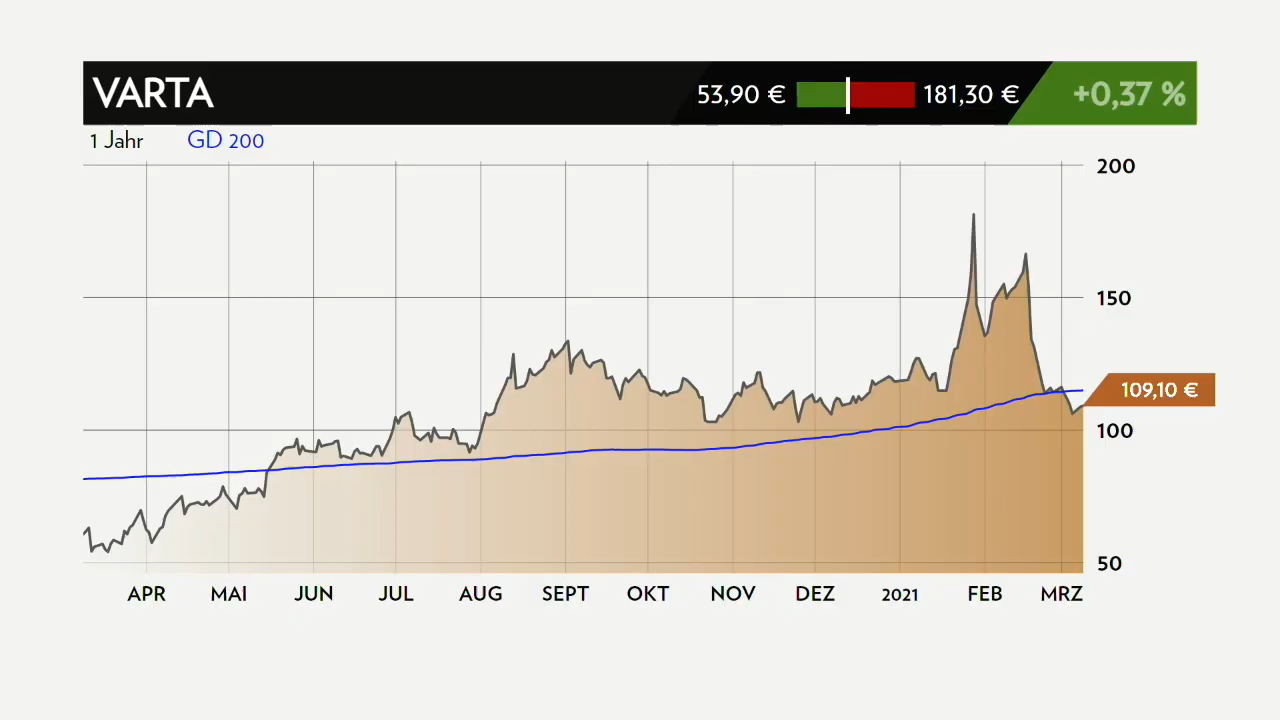 VARTA 53,90 € 181,30 € +0,37 %
1 Jahr GD 200
200
150
109,10 €
100
50
APR MAI JUN JUL AUG SEPT OKT NOV DEZ 2021 FEB MRZ